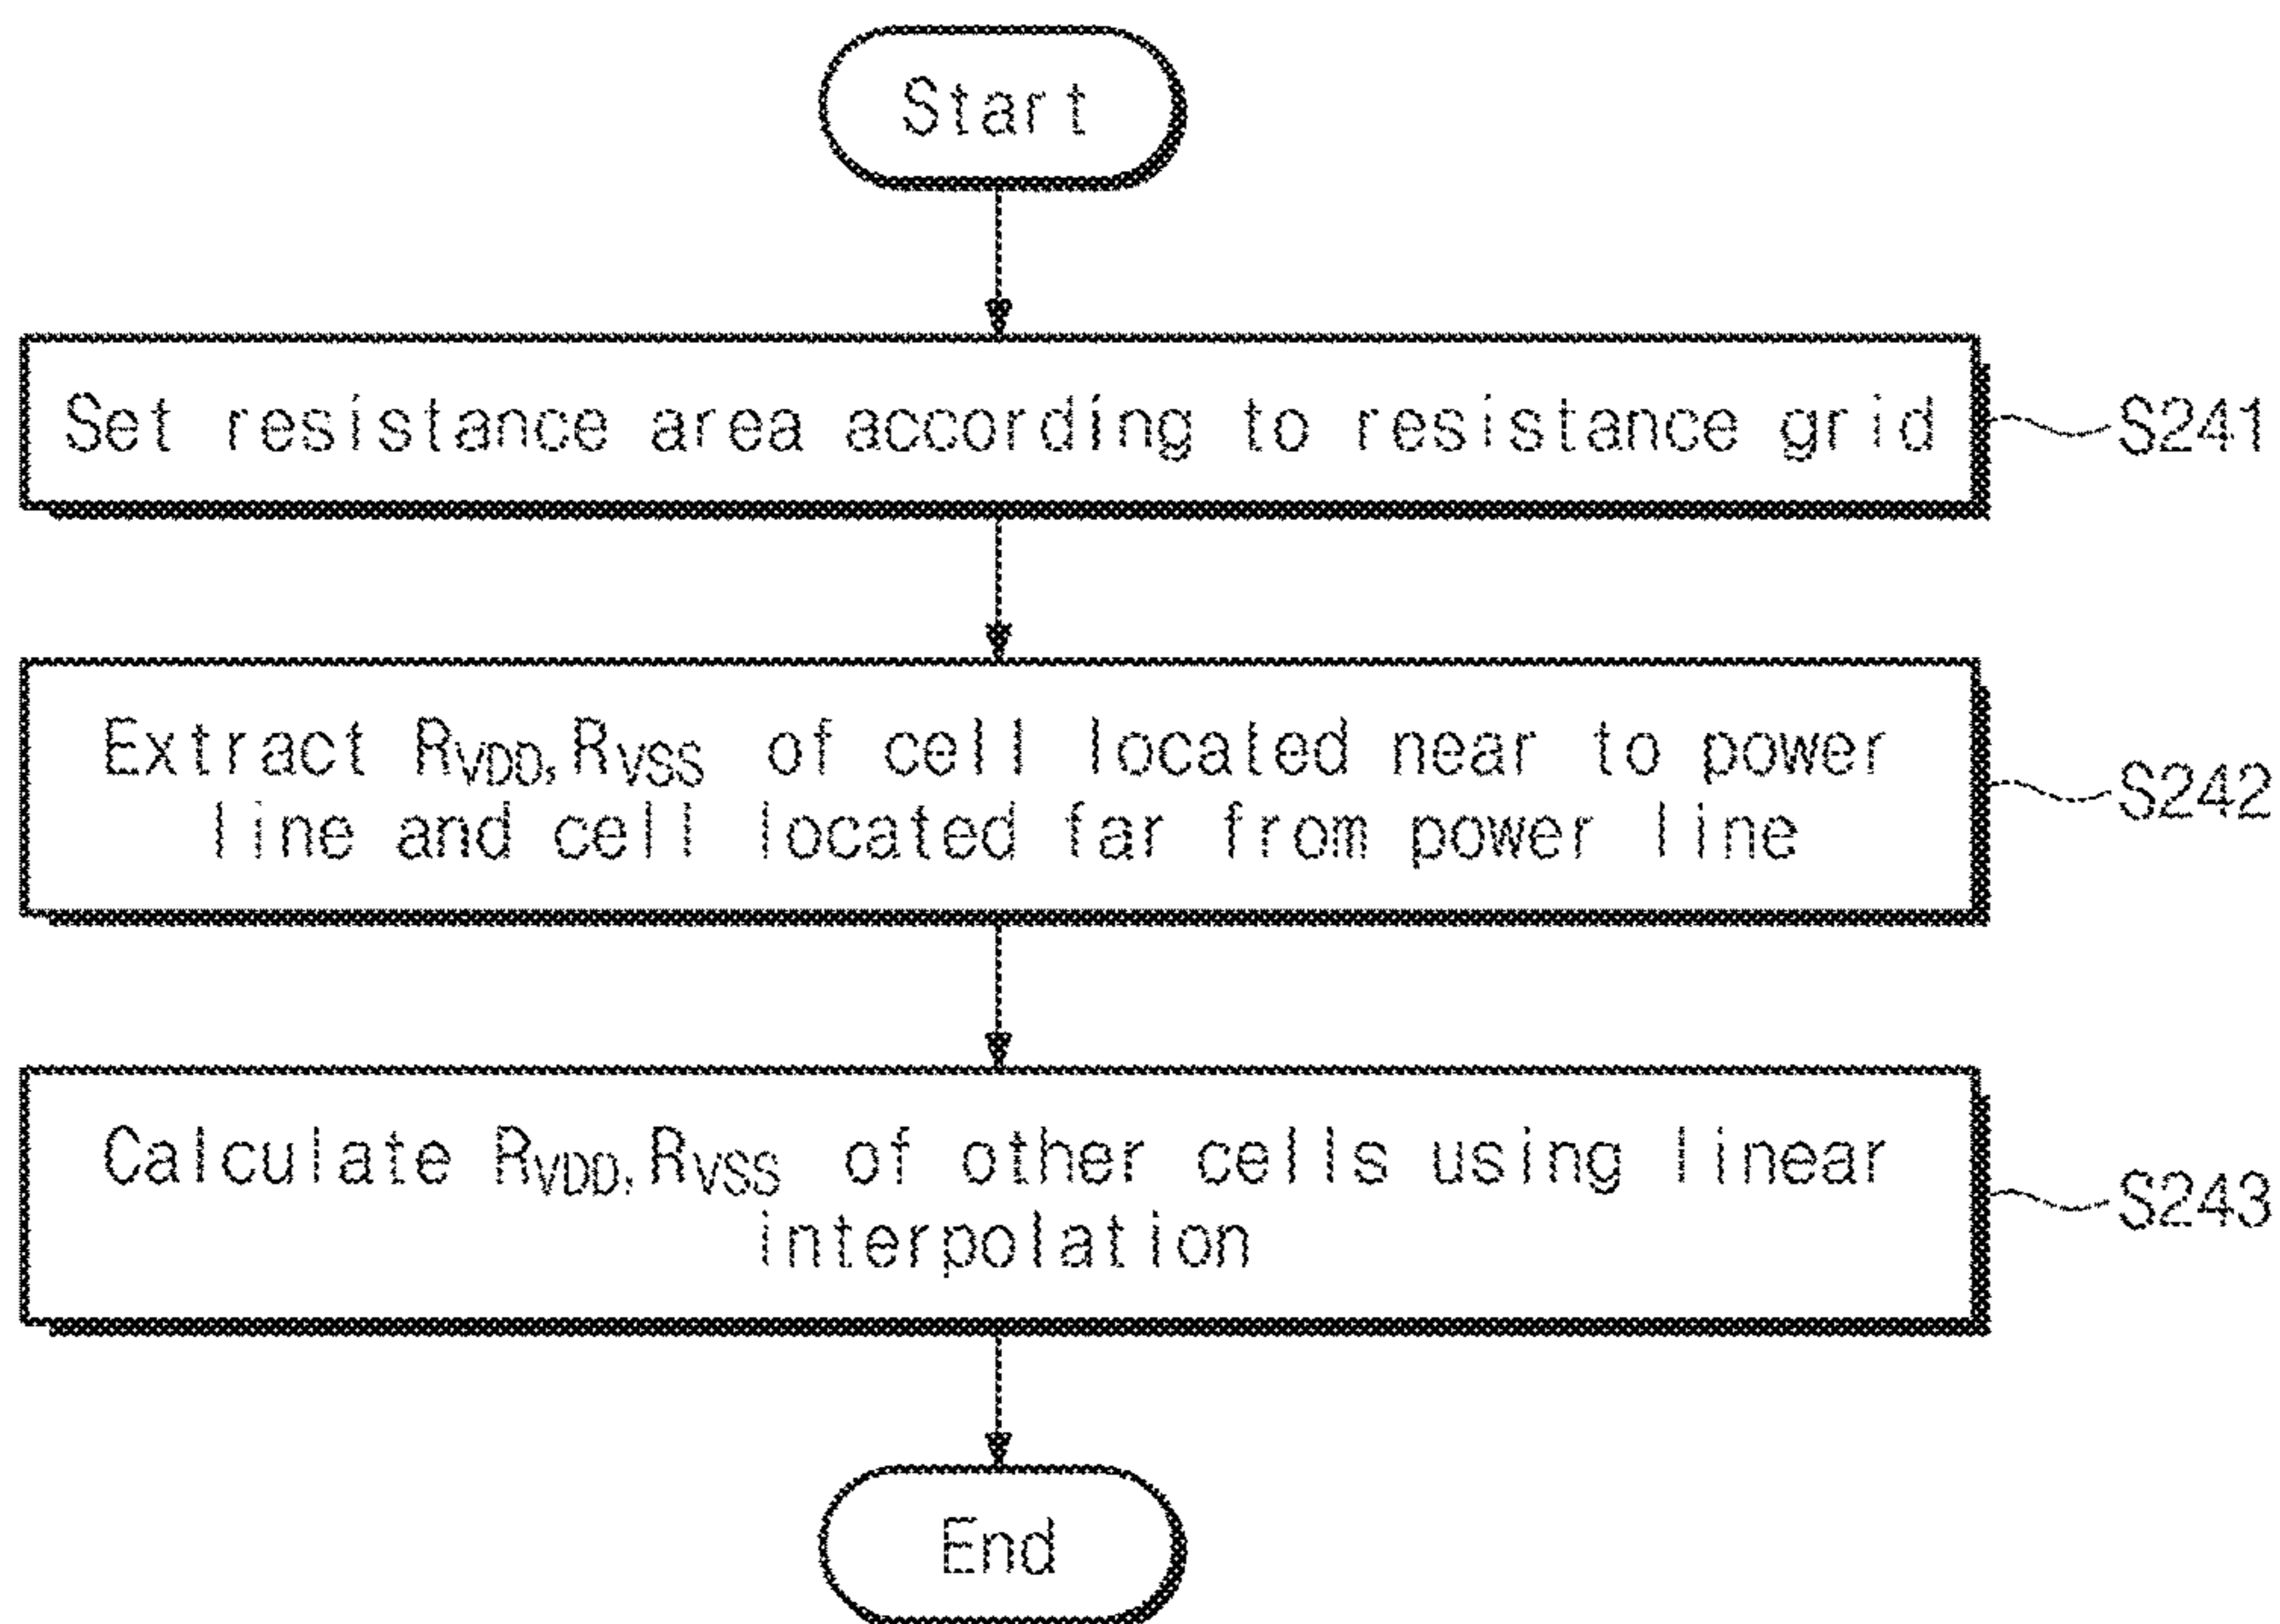 Start
Set resistance area according to resistance grid
S241
Extract RVDD, RVSS of cell located near to power
line and cell located far from power line
S242
Calculate RVDD, RVSS of other cells using linear
interpolation
S243
End